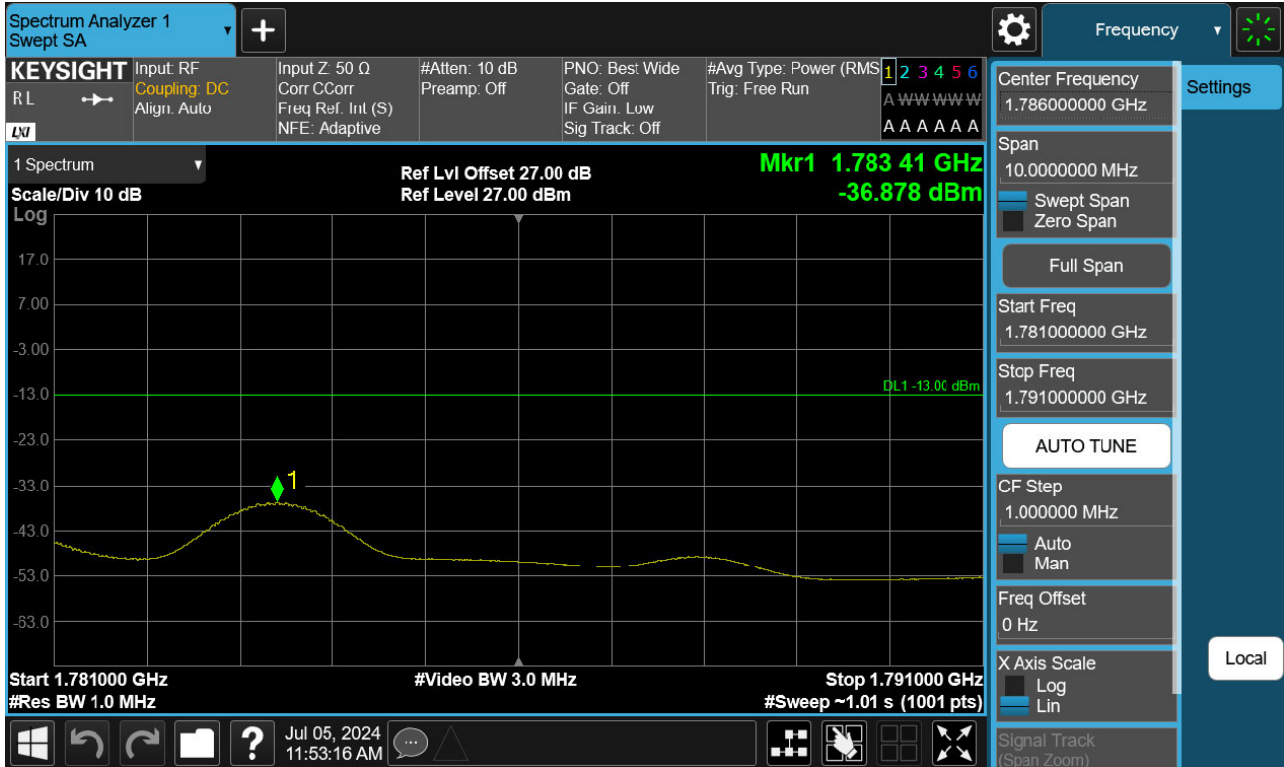 Spectrum Analyzer 1
Swept SA
+
Frequency
KEYSIGHT
RL
LXI
Input: RF
Coupling: DC
Align: Auto
Input Z: 50 Ω
Corr CCorr
Freq Ref: Int (S)
NFE: Adaptive
#Atten: 10 dB
Preamp: Off
PNO: Best Wide
Gate: Off
IF Gain: Low
Sig Track: Off
#Avg Type: Power (RMS
Trig: Free Run
1 2 3 4 5 6
A W W W W W
A A A A A A
1 Spectrum
Scale/Div 10 dB
Log
Ref Lvl Offset 27.00 dB
Ref Level 27.00 dBm
Mkr1 1.783 41 GHz
-36.878 dBm
17.0
7.00
-3.00
-13.0
-23.0
-33.0
-43.0
-53.0
-63.0
DL1 -13.00 dBm
1
Start 1.781000 GHz
#Res BW 1.0 MHz
#Video BW 3.0 MHz
Stop 1.791000 GHz
#Sweep ~1.01 s (1001 pts)
?
Jul 05, 2024
11:53:16 AM
Center Frequency
1.786000000 GHz
Settings
Span
10.0000000 MHz
Swept Span
Zero Span
Full Span
Start Freq
1.781000000 GHz
Stop Freq
1.791000000 GHz
AUTO TUNE
CF Step
1.000000 MHz
Auto
Man
Freq Offset
0 Hz
X Axis Scale
Log
Lin
Local
Signal Track
(Span Zoom)